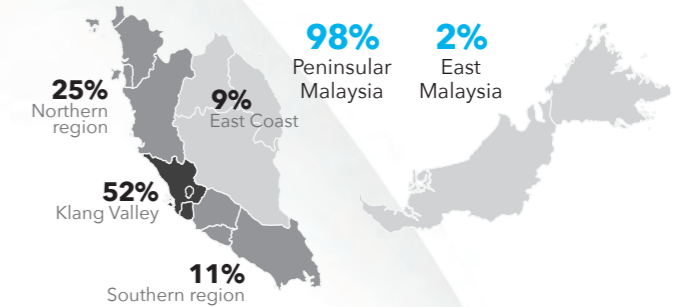 98%
Peninsular
Malaysia
2%
East
Malaysia
25%
Northern
region
9%
East Coast
52%
Klang Valley
11%
Southern region